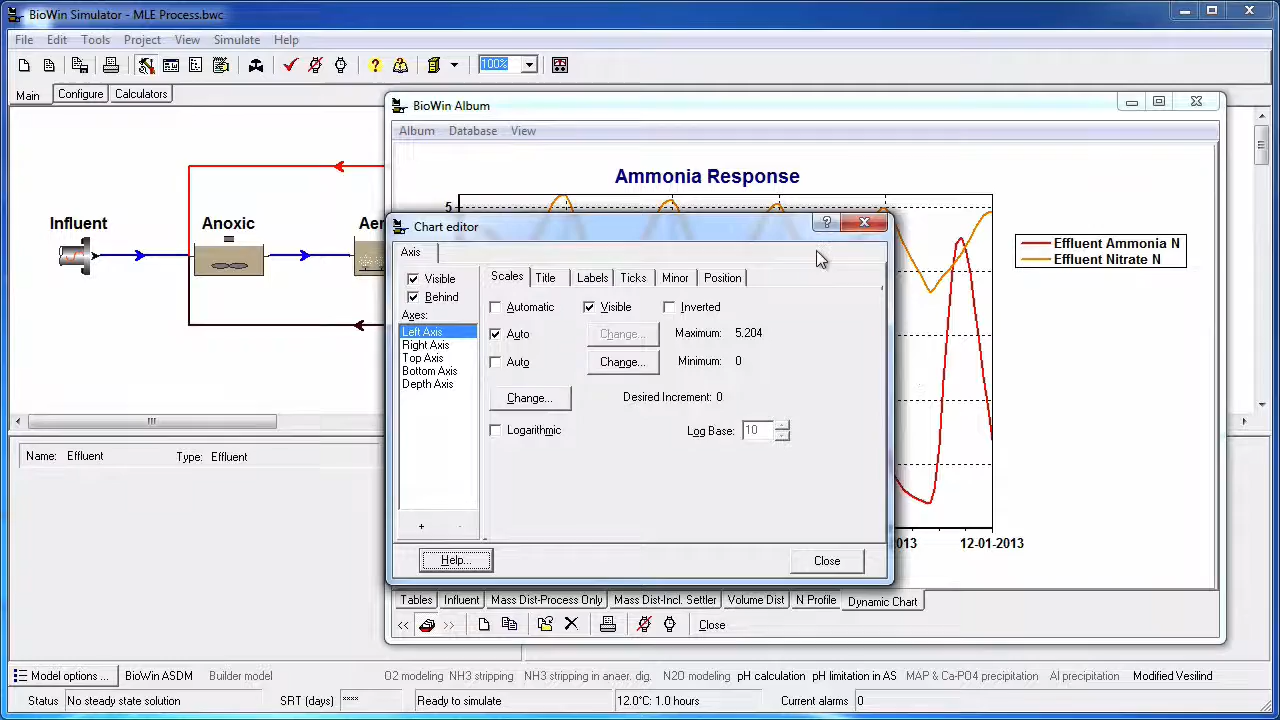 BioWin Simulator - MLE Process.bwc
File Edit Tools Project View Simulate Help
100%
Main Configure Calculators
BioWin Album
Album Database View
Influent Anoxic Aer
Ammonia Response
5
Effluent Ammonia N
Effluent Nitrate N
2013 12-01-2013
Chart editor
Axis
Visible
Behind
Axes:
Left Axis
Right Axis
Top Axis
Bottom Axis
Depth Axis
+ -
Scales Title Labels Ticks Minor Position
Automatic Visible Inverted
Auto Change... Maximum: 5.204
Auto Change... Minimum: 0
Change... Desired Increment: 0
Logarithmic Log Base: 10
Help... Close
Tables Influent Mass Dist-Process Only Mass Dist-Incl. Settler Volume Dist N Profile Dynamic Chart
<< >> Close
Name: Effluent Type: Effluent
Model options ... BioWin ASDM Builder model O2 modeling NH3 stripping NH3 stripping in anaer. dig. N2O modeling pH calculation pH limitation in AS MAP & Ca-PO4 precipitation Al precipitation Modified Vesilind
Status No steady state solution SRT (days) **** Ready to simulate 12.0°C: 1.0 hours Current alarms 0